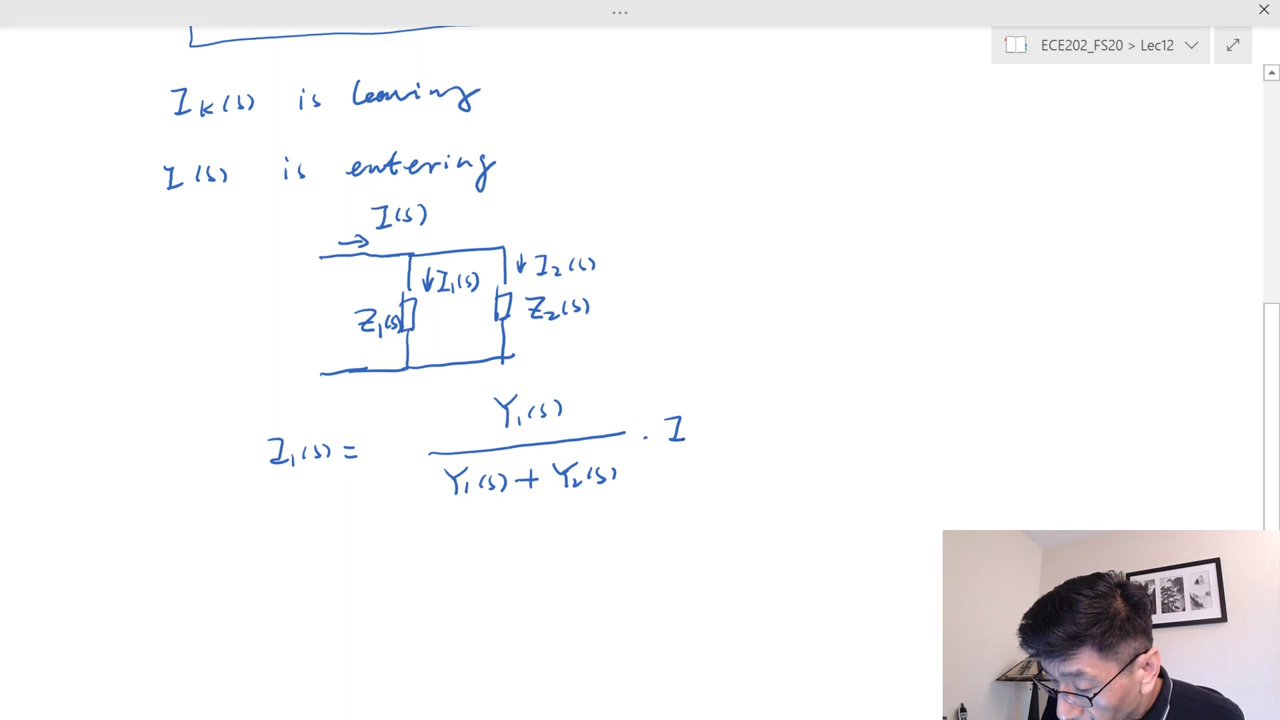 ECE202_FS20 > Lec12
I_K(s) is leaving
I(s) is entering
I(s)
I_1(s) I_2(s)
Z_1(s) Z_2(s)
I_1(s) = Y_1(s) / Y_1(s) + Y_2(s) . I